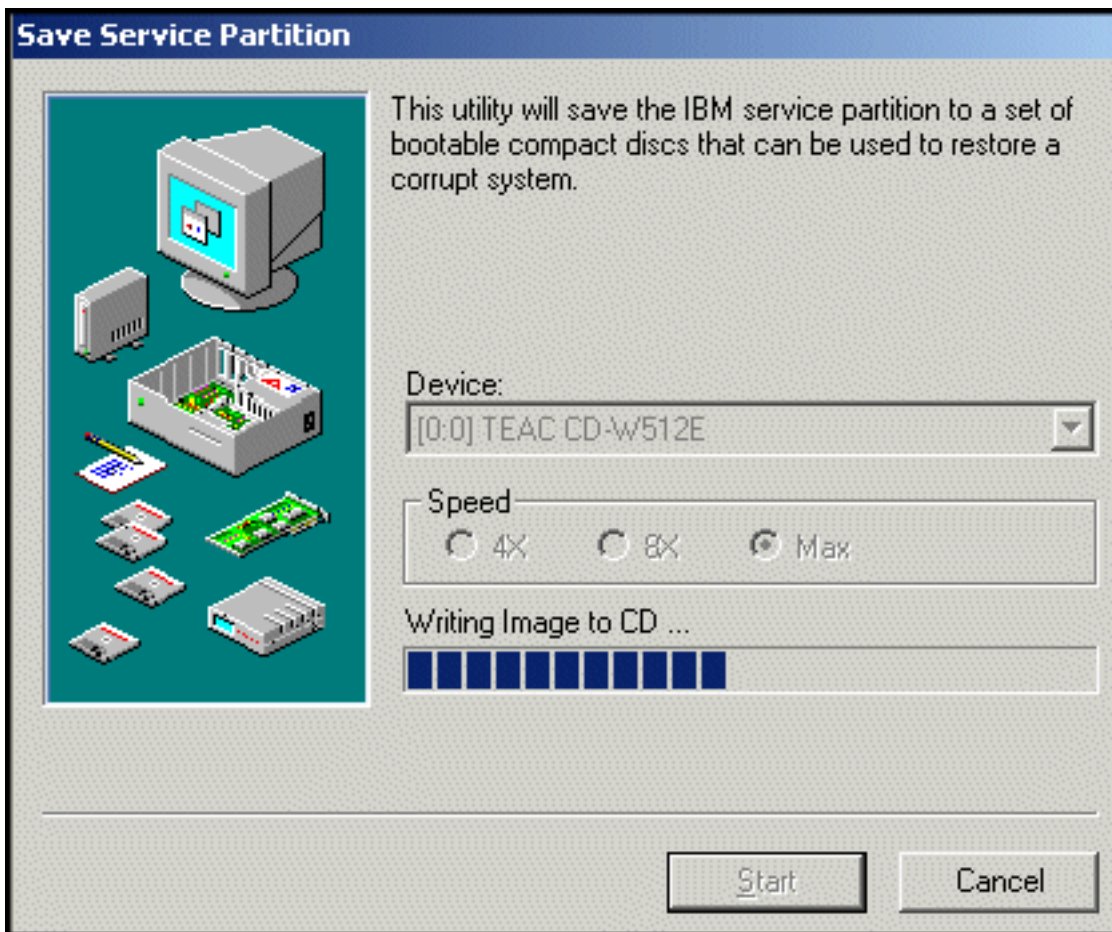 Save Service Partition
This utility will save the IBM service partition to a set of
bootable compact discs that can be used to restore a
corrupt system.
Device:
[0:0] TEAC CD-W512E
Speed
4X 8X Max
Writing Image to CD ...
Start Cancel